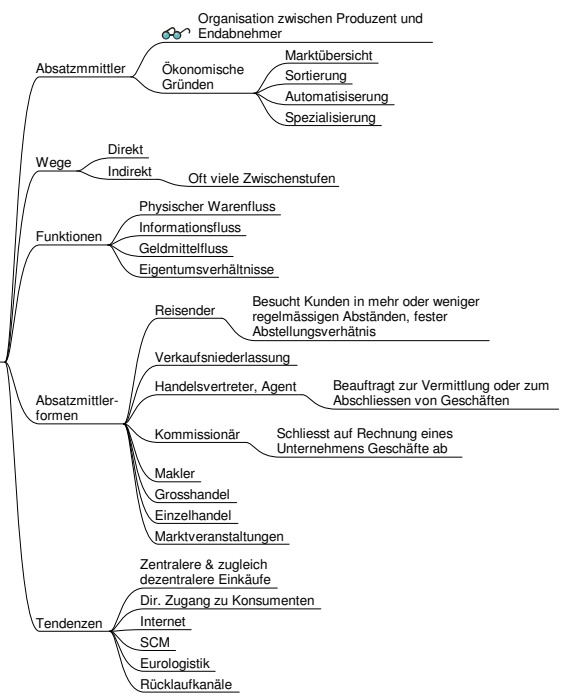 Absatzmmittler
Organisation zwischen Produzent und
Endabnehmer
Ökonomische
Gründen
Marktübersicht
Sortierung
Automatisiserung
Spezialisierung
Wege
Direkt
Indirekt
Oft viele Zwischenstufen
Funktionen
Physischer Warenfluss
Informationsfluss
Geldmittelfluss
Eigentumsverhältnisse
Absatzmittler-
formen
Reisender
Besucht Kunden in mehr oder weniger
regelmässigen Abständen, fester
Abstellungsverhätnis
Verkaufsniederlassung
Handelsvertreter, Agent
Beauftragt zur Vermittlung oder zum
Abschliessen von Geschäften
Kommissionär
Schliesst auf Rechnung eines
Unternehmens Geschäfte ab
Makler
Grosshandel
Einzelhandel
Marktveranstaltungen
Tendenzen
Zentralere & zugleich
dezentralere Einkäufe
Dir. Zugang zu Konsumenten
Internet
SCM
Eurologistik
Rücklaufkanäle